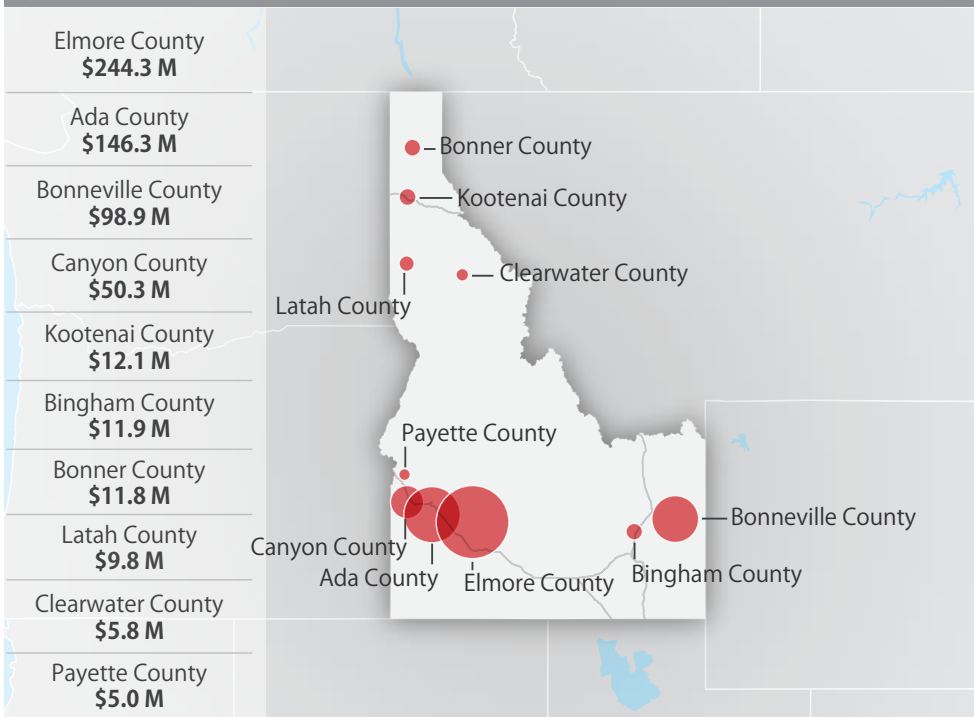 Elmore County
$244.3 M
Ada County
$146.3 M
Bonneville County
$98.9 M
Canyon County
$50.3 M
Kootenai County
$12.1 M
Bingham County
$11.9 M
Bonner County
$11.8 M
Latah County
$9.8 M
Clearwater County
$5.8 M
Payette County
$5.0 M
Bonner County
Kootenai County
Clearwater County
Latah County
Payette County
Canyon County
Ada County
Elmore County
Bingham County
Bonneville County